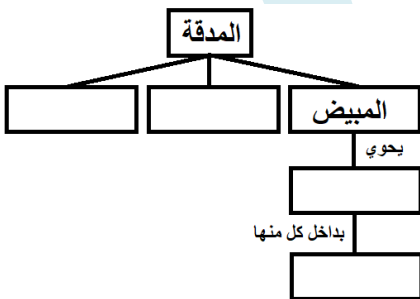 المدقة
المبيض
يحوي
بداخل كل منها